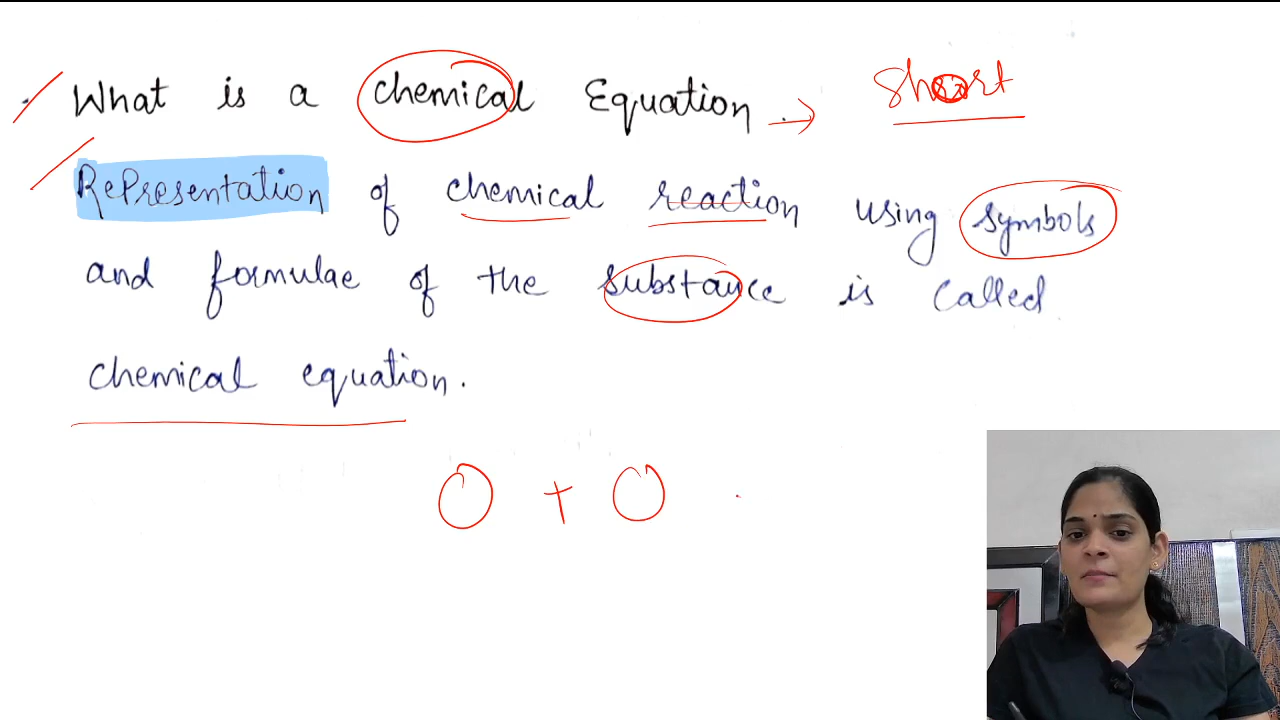 What is a chemical Equation . → Short
Representation of chemical reaction using symbols
and formulae of the substance is called
chemical equation.
O + O